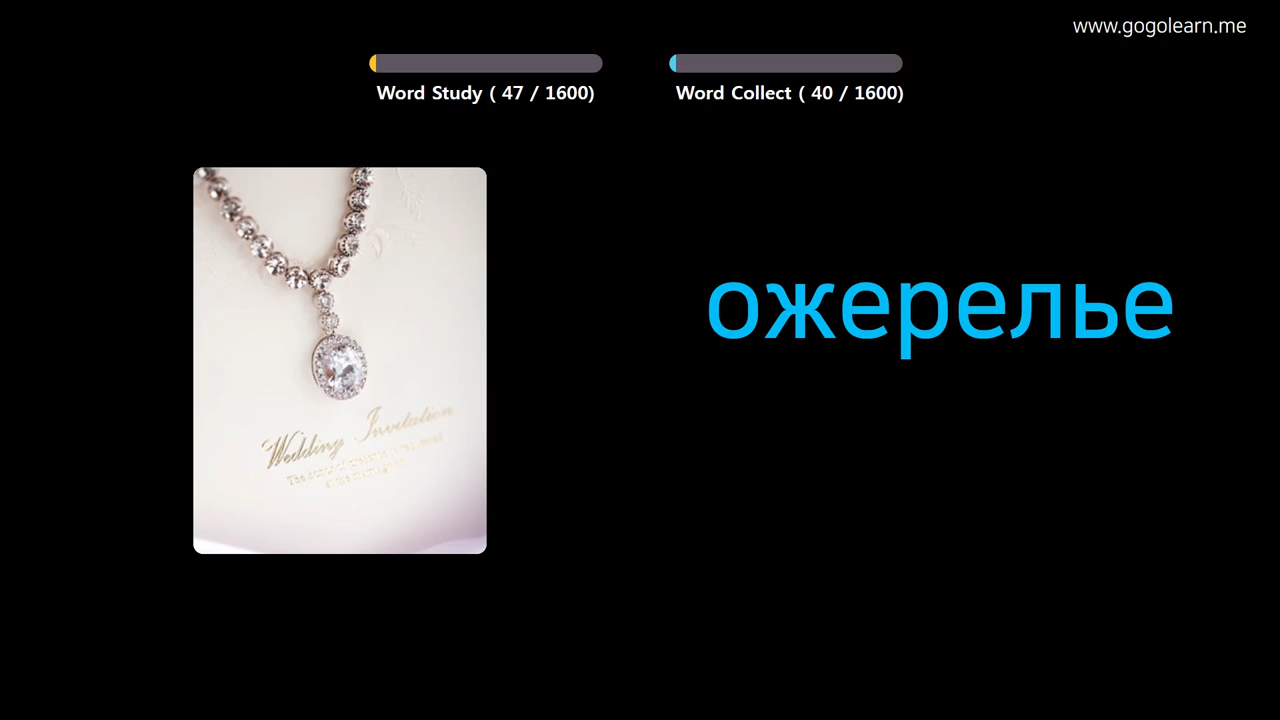 www.gogolearn.me
Word Study ( 47 / 1600)
Word Collect ( 40 / 1600)
ожерелье
Wedding Invitation